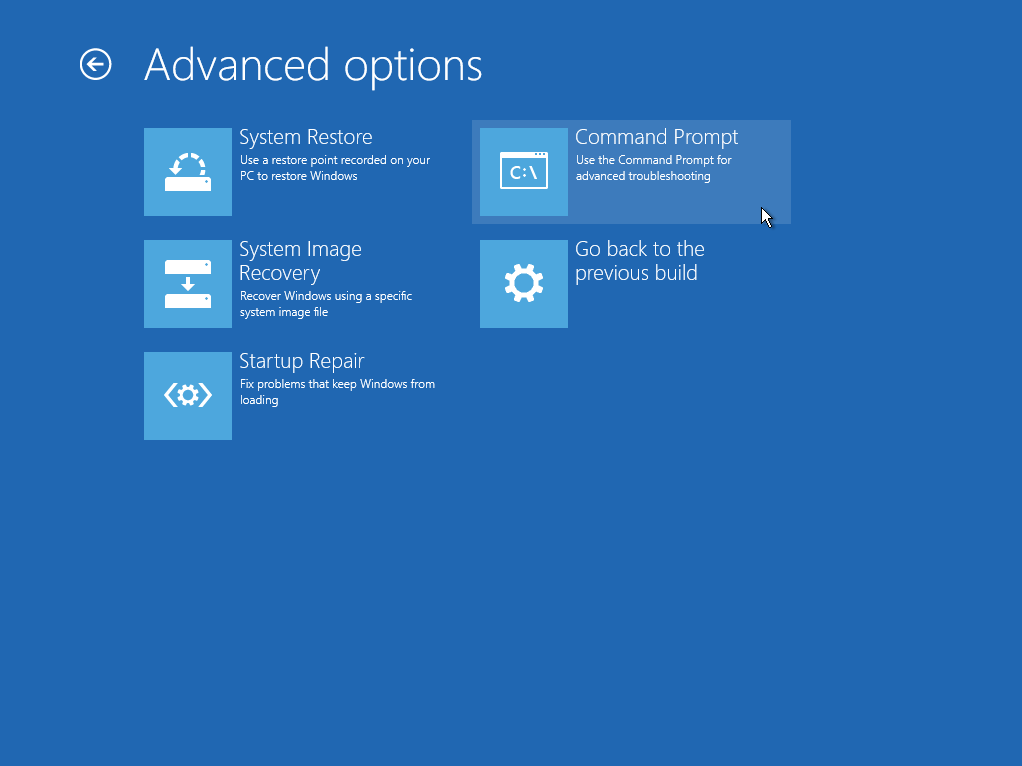 Advanced options
System Restore
Use a restore point recorded on your
PC to restore Windows
System Image
Recovery
Recover Windows using a specific
system image file
Startup Repair
Fix problems that keep Windows from
loading
C:\
Command Prompt
Use the Command Prompt for
advanced troubleshooting
Go back to the
previous build